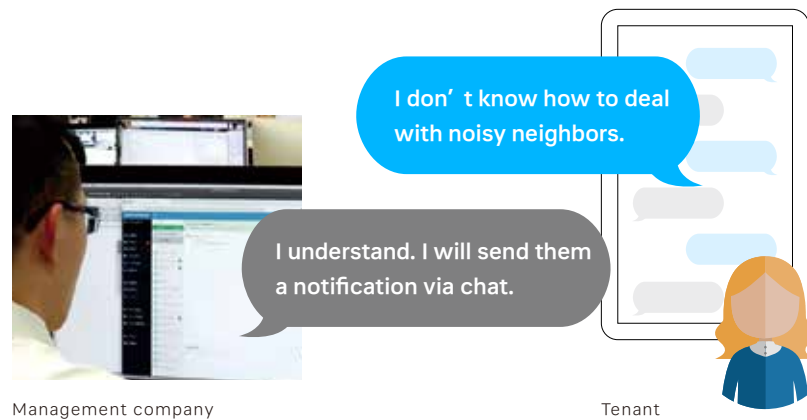 I don’ t know how to deal
with noisy neighbors.
I understand. I will send them
a notification via chat.
Management company
Tenant